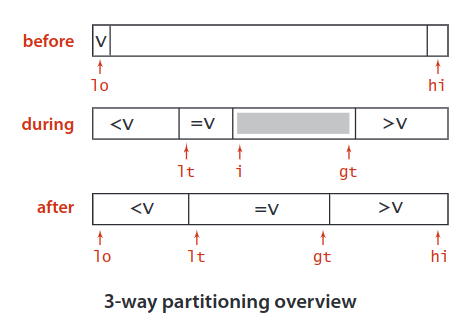 before v
lo hi
during <v =v >v
lt i gt
after <v =v >v
lo lt gt hi
3-way partitioning overview